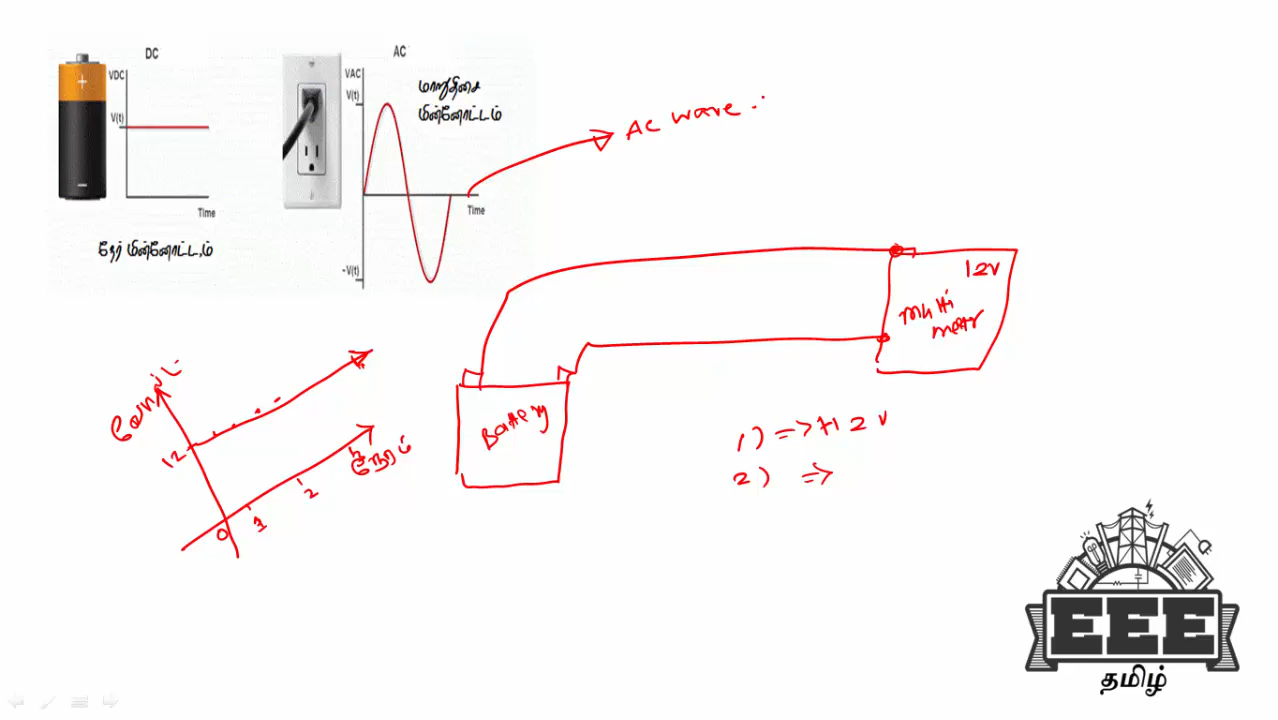 DC
VDC
V(t)
Time
நேர் மின்னோட்டம்
AC
VAC
V(t)
-V(t)
Time
மாறுதிசை
மின்னோட்டம்
AC wave
12v
multi
meter
Battery
வோல்ட்
12
0
1
2
நேரம்
1) => +12 v
2) =>
EEE
தமிழ்